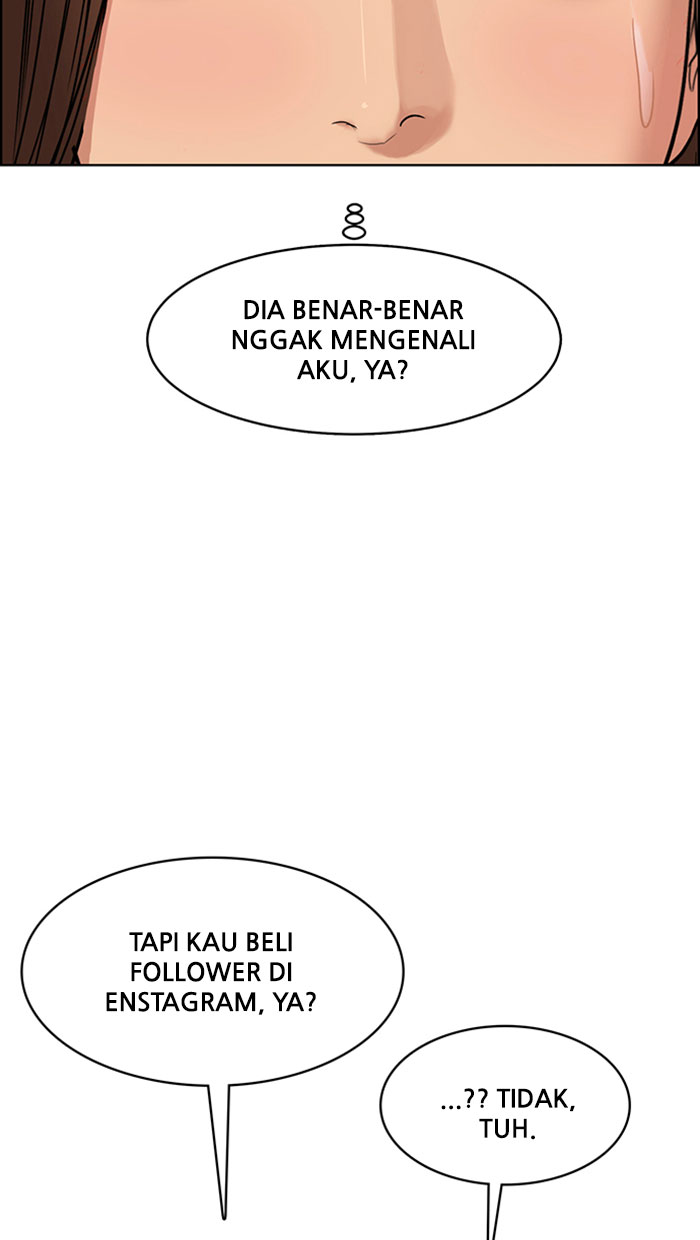 DIA BENAR-BENAR
NGGAK MENGENALI
AKU, YA?
TAPI KAU BELI
FOLLOWER DI
ENSTAGRAM, YA?
...?? TIDAK,
TUH.